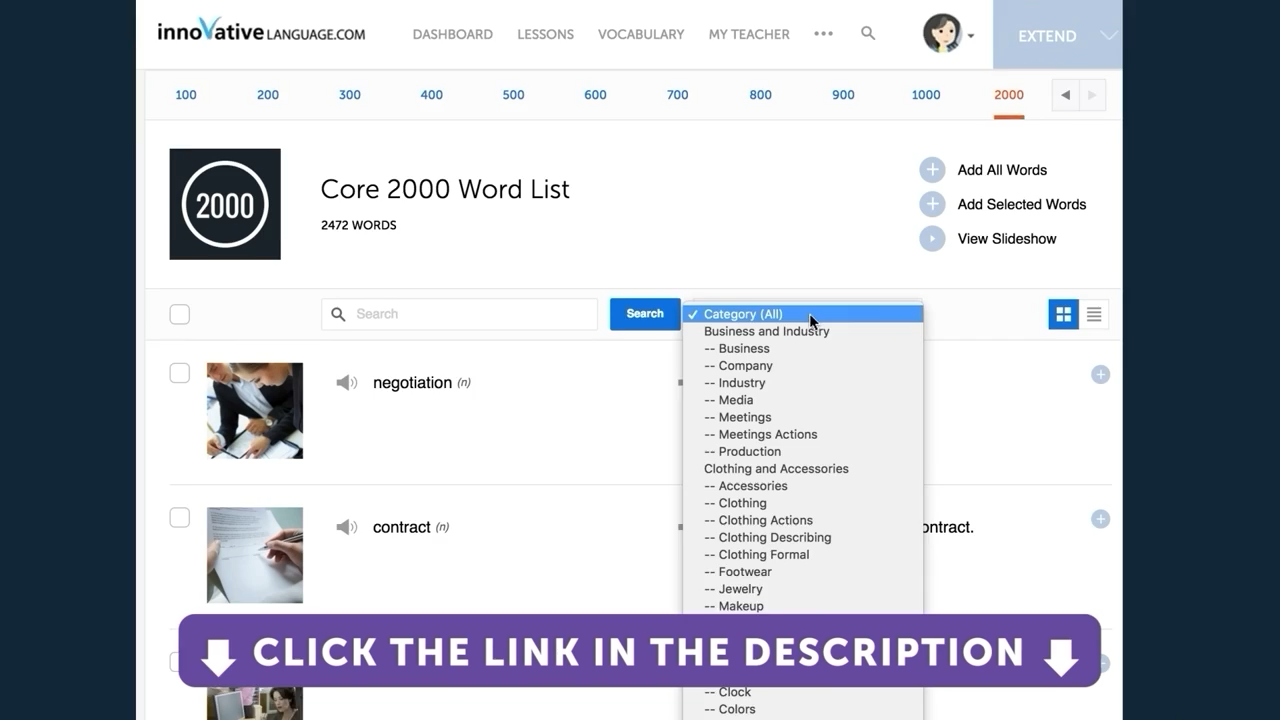 innoVative LANGUAGE.COM
DASHBOARD LESSONS VOCABULARY MY TEACHER ••• EXTEND
100 200 300 400 500 600 700 800 900 1000 2000
2000
Core 2000 Word List
2472 WORDS
Add All Words
Add Selected Words
View Slideshow
Search
Search
Category (All)
Business and Industry
-- Business
-- Company
-- Industry
-- Media
-- Meetings
-- Meetings Actions
-- Production
Clothing and Accessories
-- Accessories
-- Clothing
-- Clothing Actions
-- Clothing Describing
-- Clothing Formal
-- Footwear
-- Jewelry
-- Makeup
-- Clock
-- Colors
negotiation (n)
contract (n)
ontract.
CLICK THE LINK IN THE DESCRIPTION